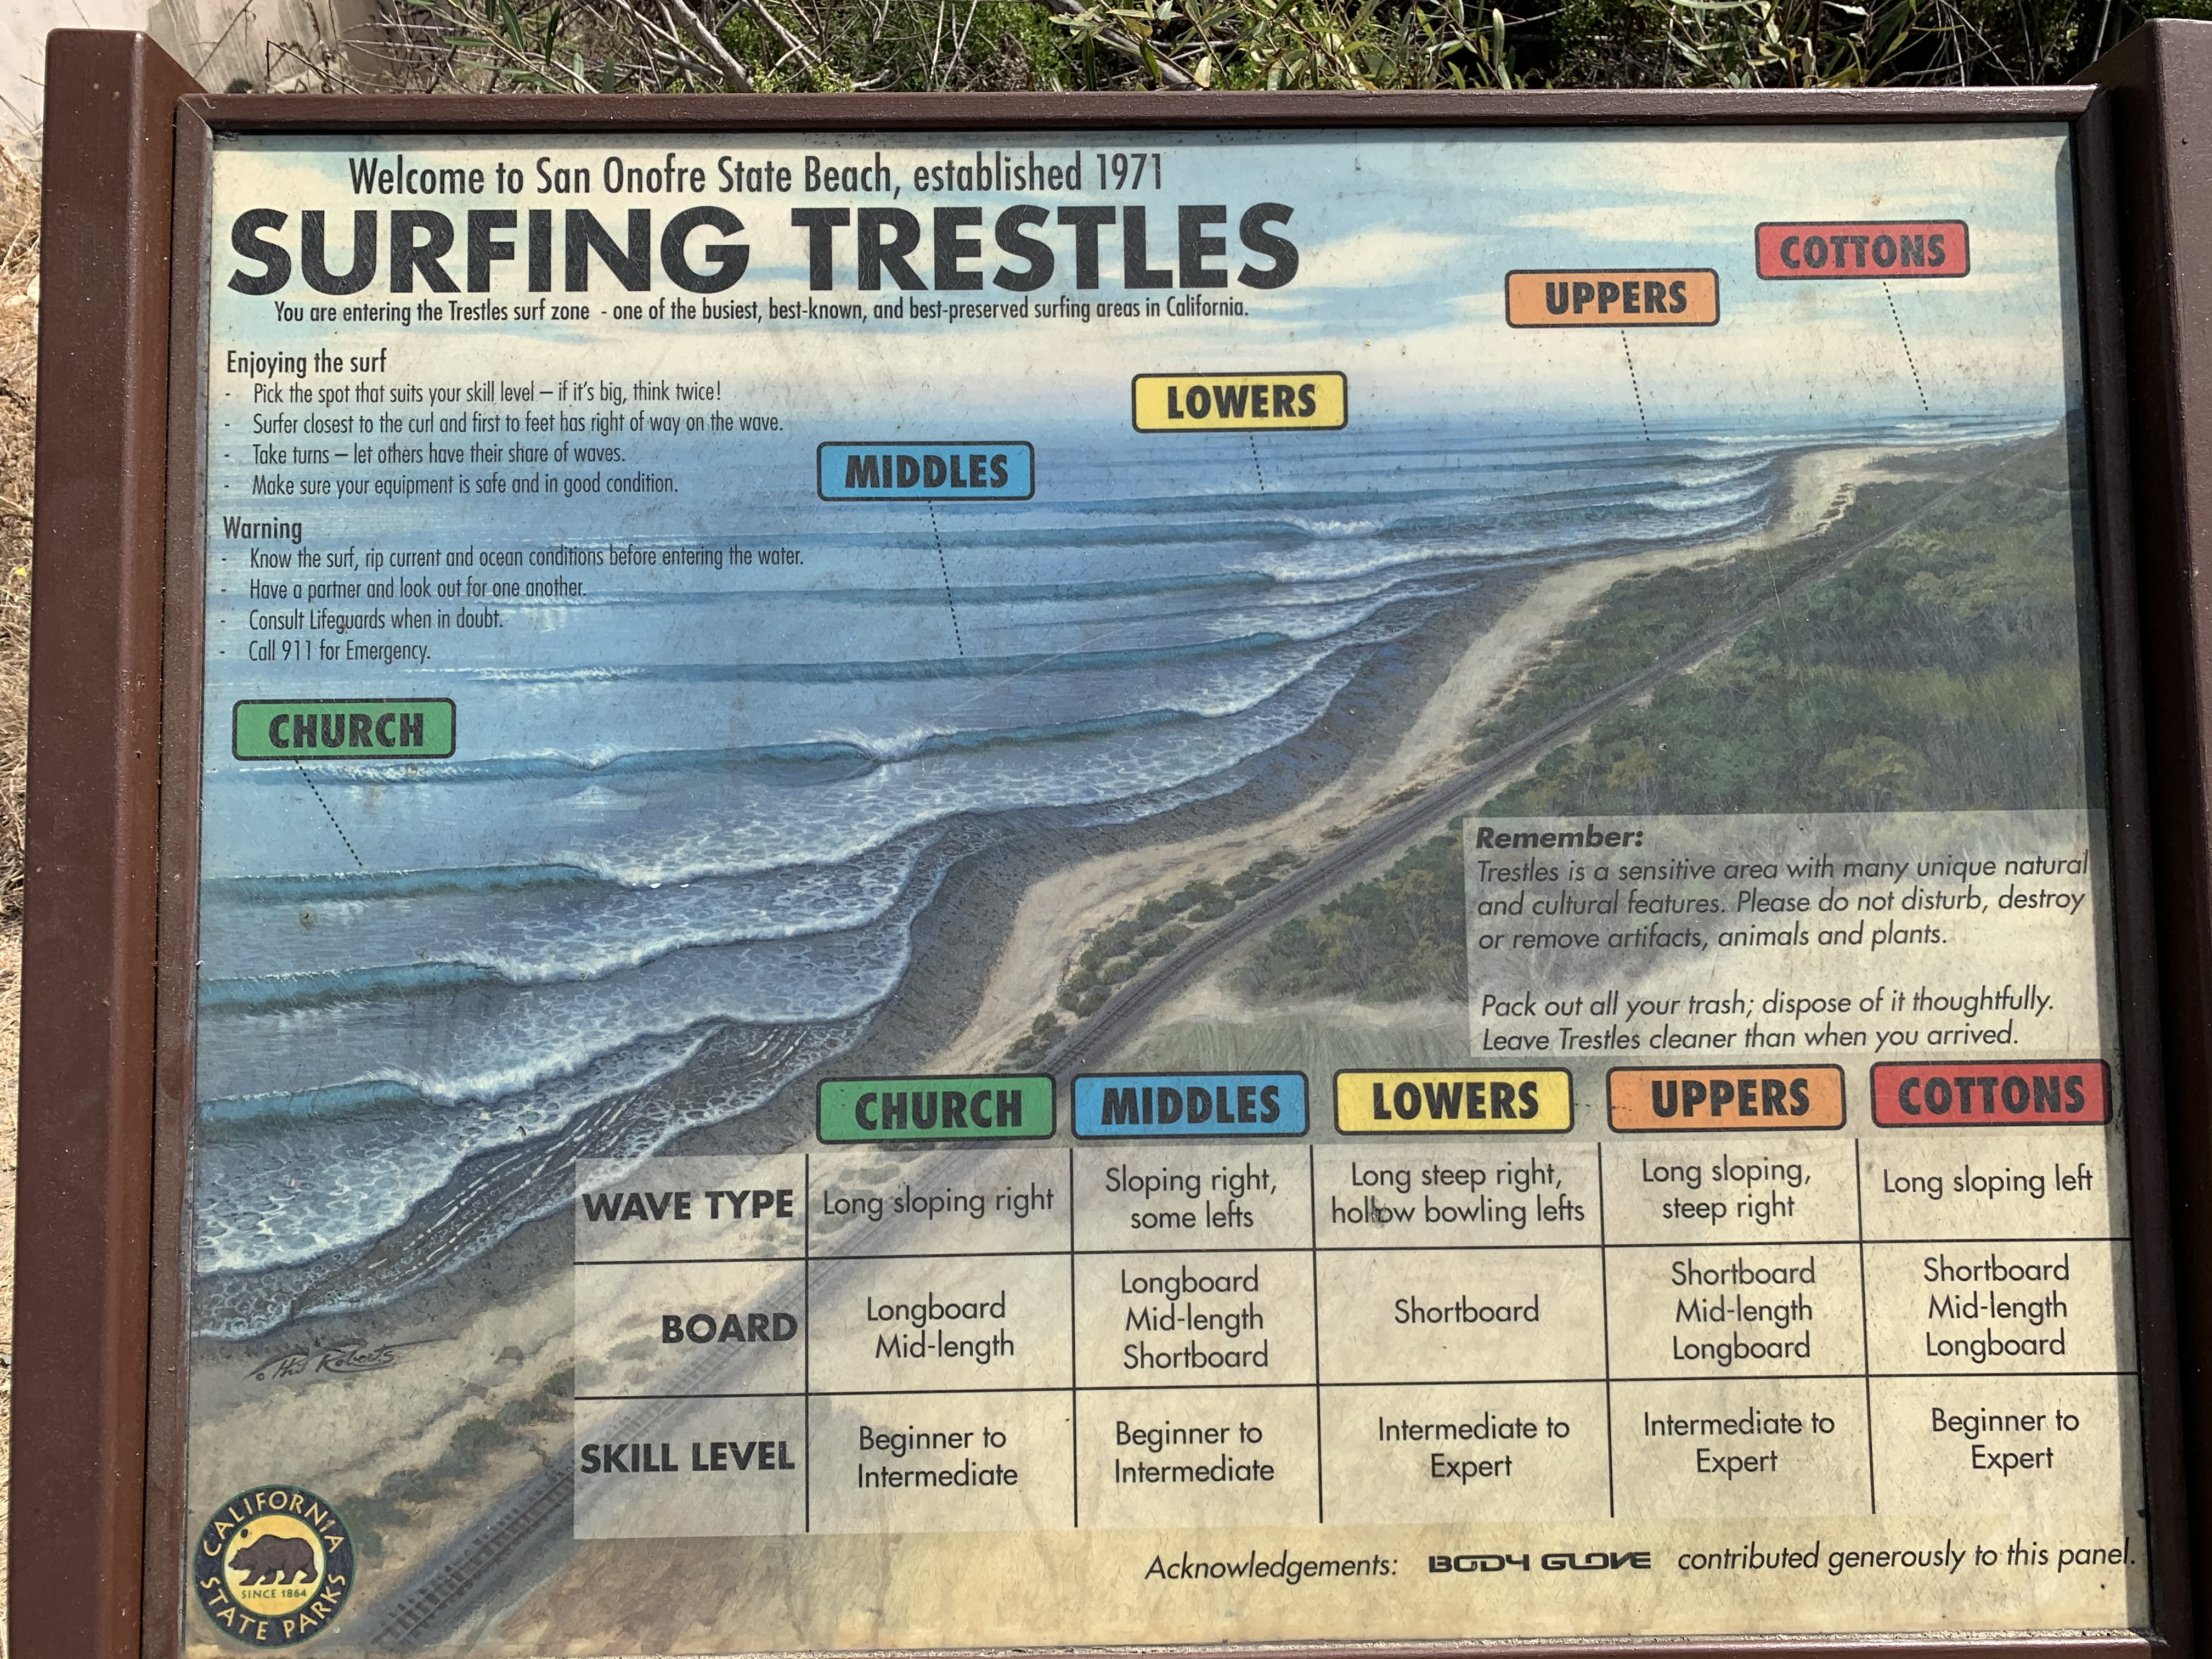 Welcome to San Onofre State Beach, established 1971
SURFING TRESTLES
You are entering the Trestles surf zone - one of the busiest, best-known, and best-preserved surfing areas in California.
Enjoying the surf
- Pick the spot that suits your skill level – if it's big, think twice!
- Surfer closest to the curl and first to feet has right of way on the wave.
- Take turns – let others have their share of waves.
- Make sure your equipment is safe and in good condition.
Warning
- Know the surf, rip current and ocean conditions before entering the water.
- Have a partner and look out for one another.
- Consult Lifeguards when in doubt.
- Call 911 for Emergency.
CHURCH
MIDDLES
LOWERS
UPPERS
COTTONS
Remember:
Trestles is a sensitive area with many unique natural
and cultural features. Please do not disturb, destroy
or remove artifacts, animals and plants.
Pack out all your trash; dispose of it thoughtfully.
Leave Trestles cleaner than when you arrived.
CHURCH MIDDLES LOWERS UPPERS COTTONS
WAVE TYPE
Long sloping right
Sloping right,
some lefts
Long steep right,
hollow bowling lefts
Long sloping,
steep right
Long sloping left
BOARD
Longboard
Mid-length
Longboard
Mid-length
Shortboard
Shortboard
Shortboard
Mid-length
Longboard
Shortboard
Mid-length
Longboard
SKILL LEVEL
Beginner to
Intermediate
Beginner to
Intermediate
Intermediate to
Expert
Intermediate to
Expert
Beginner to
Expert
Roberts
CALIFORNIA
SINCE 1864
STATE PARKS
Acknowledgements: BODY GLOVE contributed generously to this panel.